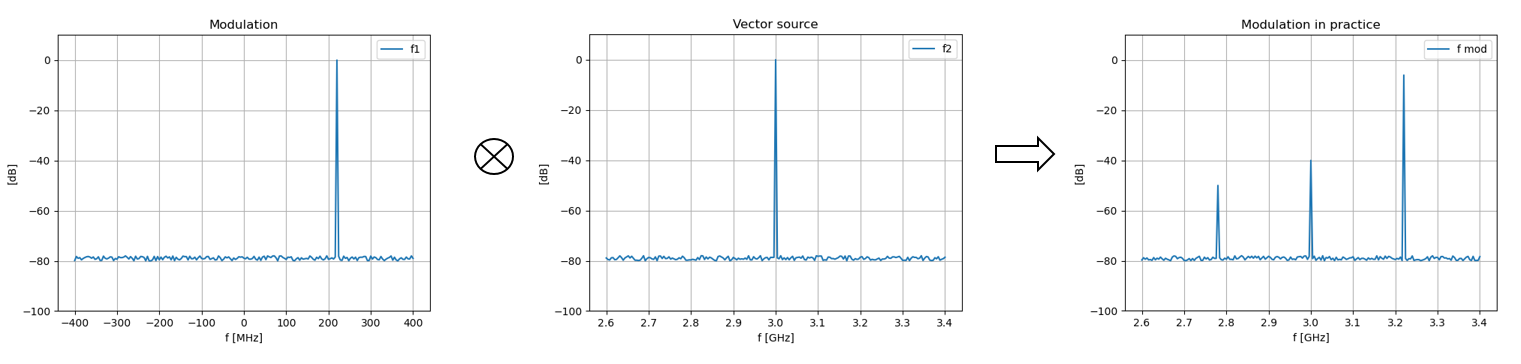 Modulation
f1
0
−20
−40
−60
−80
−100
[dB]
−400 −300 −200 −100 0 100 200 300 400
f [MHz]
Vector source
f2
0
−20
−40
−60
−80
−100
[dB]
2.6 2.7 2.8 2.9 3.0 3.1 3.2 3.3 3.4
f [GHz]
Modulation in practice
f mod
0
−20
−40
−60
−80
−100
[dB]
2.6 2.7 2.8 2.9 3.0 3.1 3.2 3.3 3.4
f [GHz]